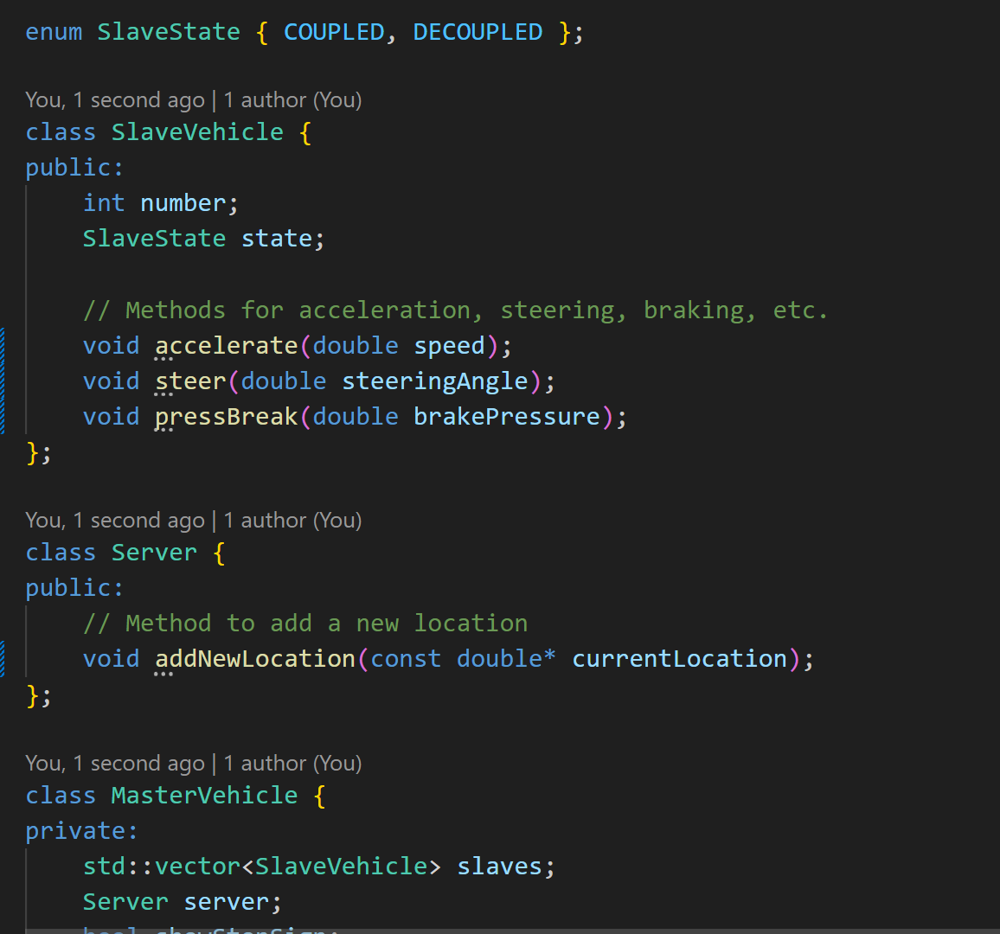 enum SlaveState { COUPLED, DECOUPLED };
You, 1 second ago | 1 author (You)
class SlaveVehicle {
public:
int number;
SlaveState state;
// Methods for acceleration, steering, braking, etc.
void accelerate(double speed);
void steer(double steeringAngle);
void pressBreak(double brakePressure);
};
You, 1 second ago | 1 author (You)
class Server {
public:
// Method to add a new location
void addNewLocation(const double* currentLocation);
};
You, 1 second ago | 1 author (You)
class MasterVehicle {
private:
std::vector<SlaveVehicle> slaves;
Server server;
bool showStopSign;